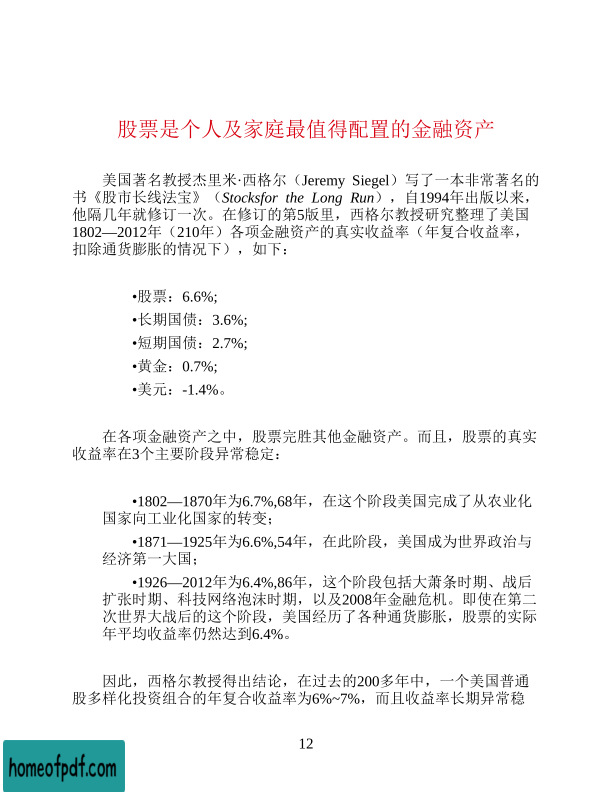 股票是个人及家庭最值得配置的金融资产
美国著名教授杰里米·西格尔（Jeremy Siegel）写了一本非常著名的
书《股市长线法宝》（Stocksfor the Long Run），自1994年出版以来，
他隔几年就修订一次。在修订的第5版里，西格尔教授研究整理了美国
1802—2012年（210年）各项金融资产的真实收益率（年复合收益率，
扣除通货膨胀的情况下），如下：
•股票：6.6%;
•长期国债：3.6%;
•短期国债：2.7%;
•黄金：0.7%;
•美元：-1.4%。
在各项金融资产之中，股票完胜其他金融资产。而且，股票的真实
收益率在3个主要阶段异常稳定：
•1802—1870年为6.7%,68年，在这个阶段美国完成了从农业化
国家向工业化国家的转变；
•1871—1925年为6.6%,54年，在此阶段，美国成为世界政治与
经济第一大国；
•1926—2012年为6.4%,86年，这个阶段包括大萧条时期、战后
扩张时期、科技网络泡沫时期，以及2008年金融危机。即使在第二
次世界大战后的这个阶段，美国经历了各种通货膨胀，股票的实际
年平均收益率仍然达到6.4%。
因此，西格尔教授得出结论，在过去的200多年中，一个美国普通
股多样化投资组合的年复合收益率为6%~7%，而且收益率长期异常稳
12
homeofpdf.com